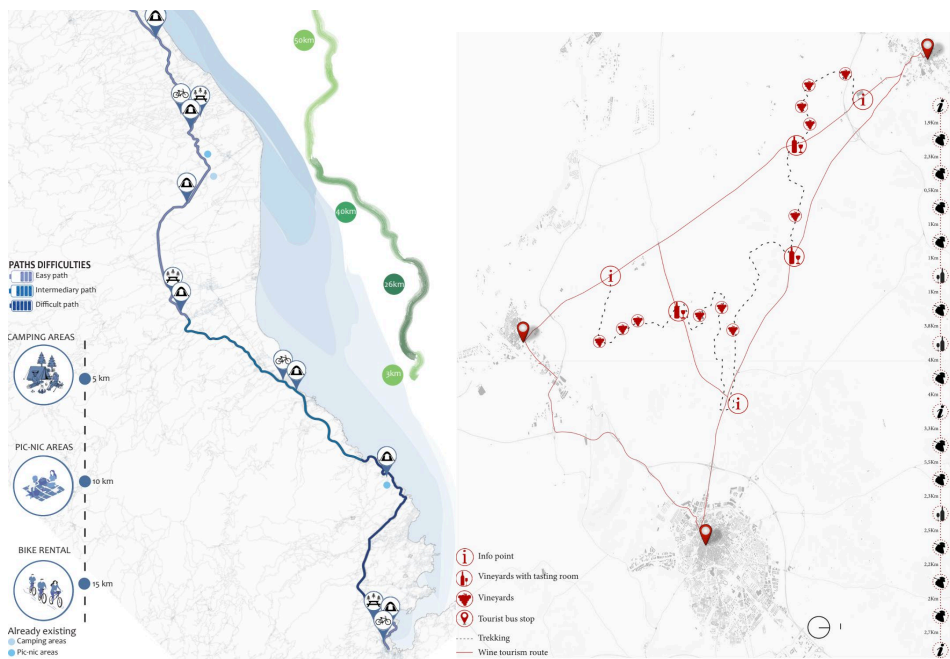 50km
40km
26km
5km
PATHS DIFFICULTIES
Easy path
Intermediary path
Difficult path
CAMPING AREAS
5 km
PIC-NIC AREAS
10 km
BIKE RENTAL
15 km
Already existing
Camping areas
Pic-nic areas
i
i
i
i Info point
Vineyards with tasting room
Vineyards
Tourist bus stop
Trekking
Wine tourism route
i
1,9Km
2,3Km
0,5Km
1Km
1Km
1Km
5,8Km
4Km
4Km
i
3,3Km
2,5Km
2,3Km
2,5Km
2,2Km
2Km
2,7Km
i